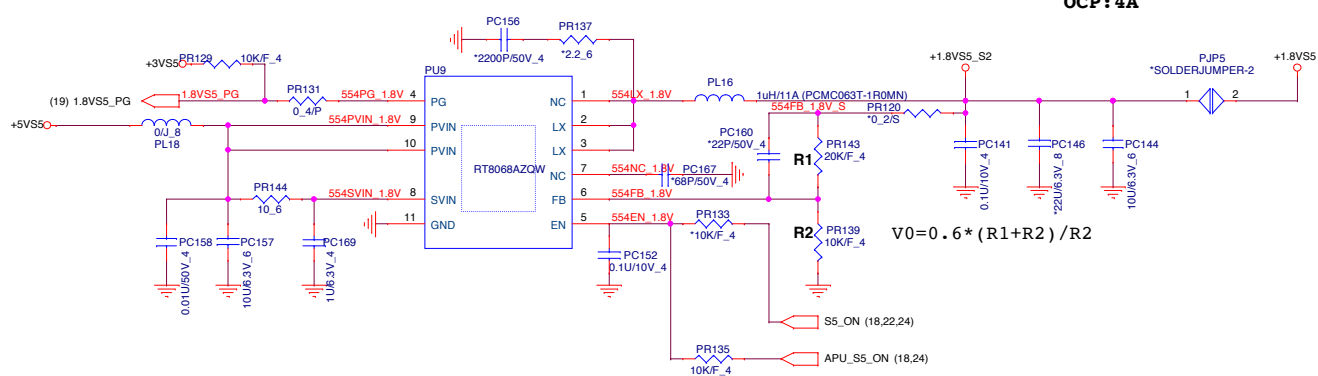 OCP:4A
PC156
*2200P/50V_4
PR137
*2.2_6
+1.8VS5_S2
PJP5
*SOLDERJUMPER-2
1
2
+1.8VS5
+3VS5
PR129
10K/F_4
(19) 1.8VS5_PG
1.8VS5_PG
PR131
0_4/P
554PG_1.8V
+5VS5
0/J_8
PL18
554PVIN_1.8V
PR144
10_6
554SVIN_1.8V
PC158
0.01U/50V_4
PC157
10U/6.3V_6
PC169
1U/6.3V_4
PU9
4
PG
9
PVIN
10
PVIN
8
SVIN
11
GND
RT8068AZQW
NC
1
LX
2
LX
3
NC
7
FB
6
EN
5
554LX_1.8V
PL16
1uH/11A (PCMC063T-1R0MN)
554FB_1.8V_S
PR120
*0_2/S
PC160
*22P/50V_4
R1
PR143
20K/F_4
PC141
0.1U/10V_4
PC146
*22U/6.3V_8
PC144
10U/6.3V_6
554NC_1.8V
PC167
*68P/50V_4
554FB_1.8V
554EN_1.8V
PR133
*10K/F_4
R2
PR139
10K/F_4
V0=0.6*(R1+R2)/R2
PC152
0.1U/10V_4
S5_ON (18,22,24)
PR135
10K/F_4
APU_S5_ON (18,24)